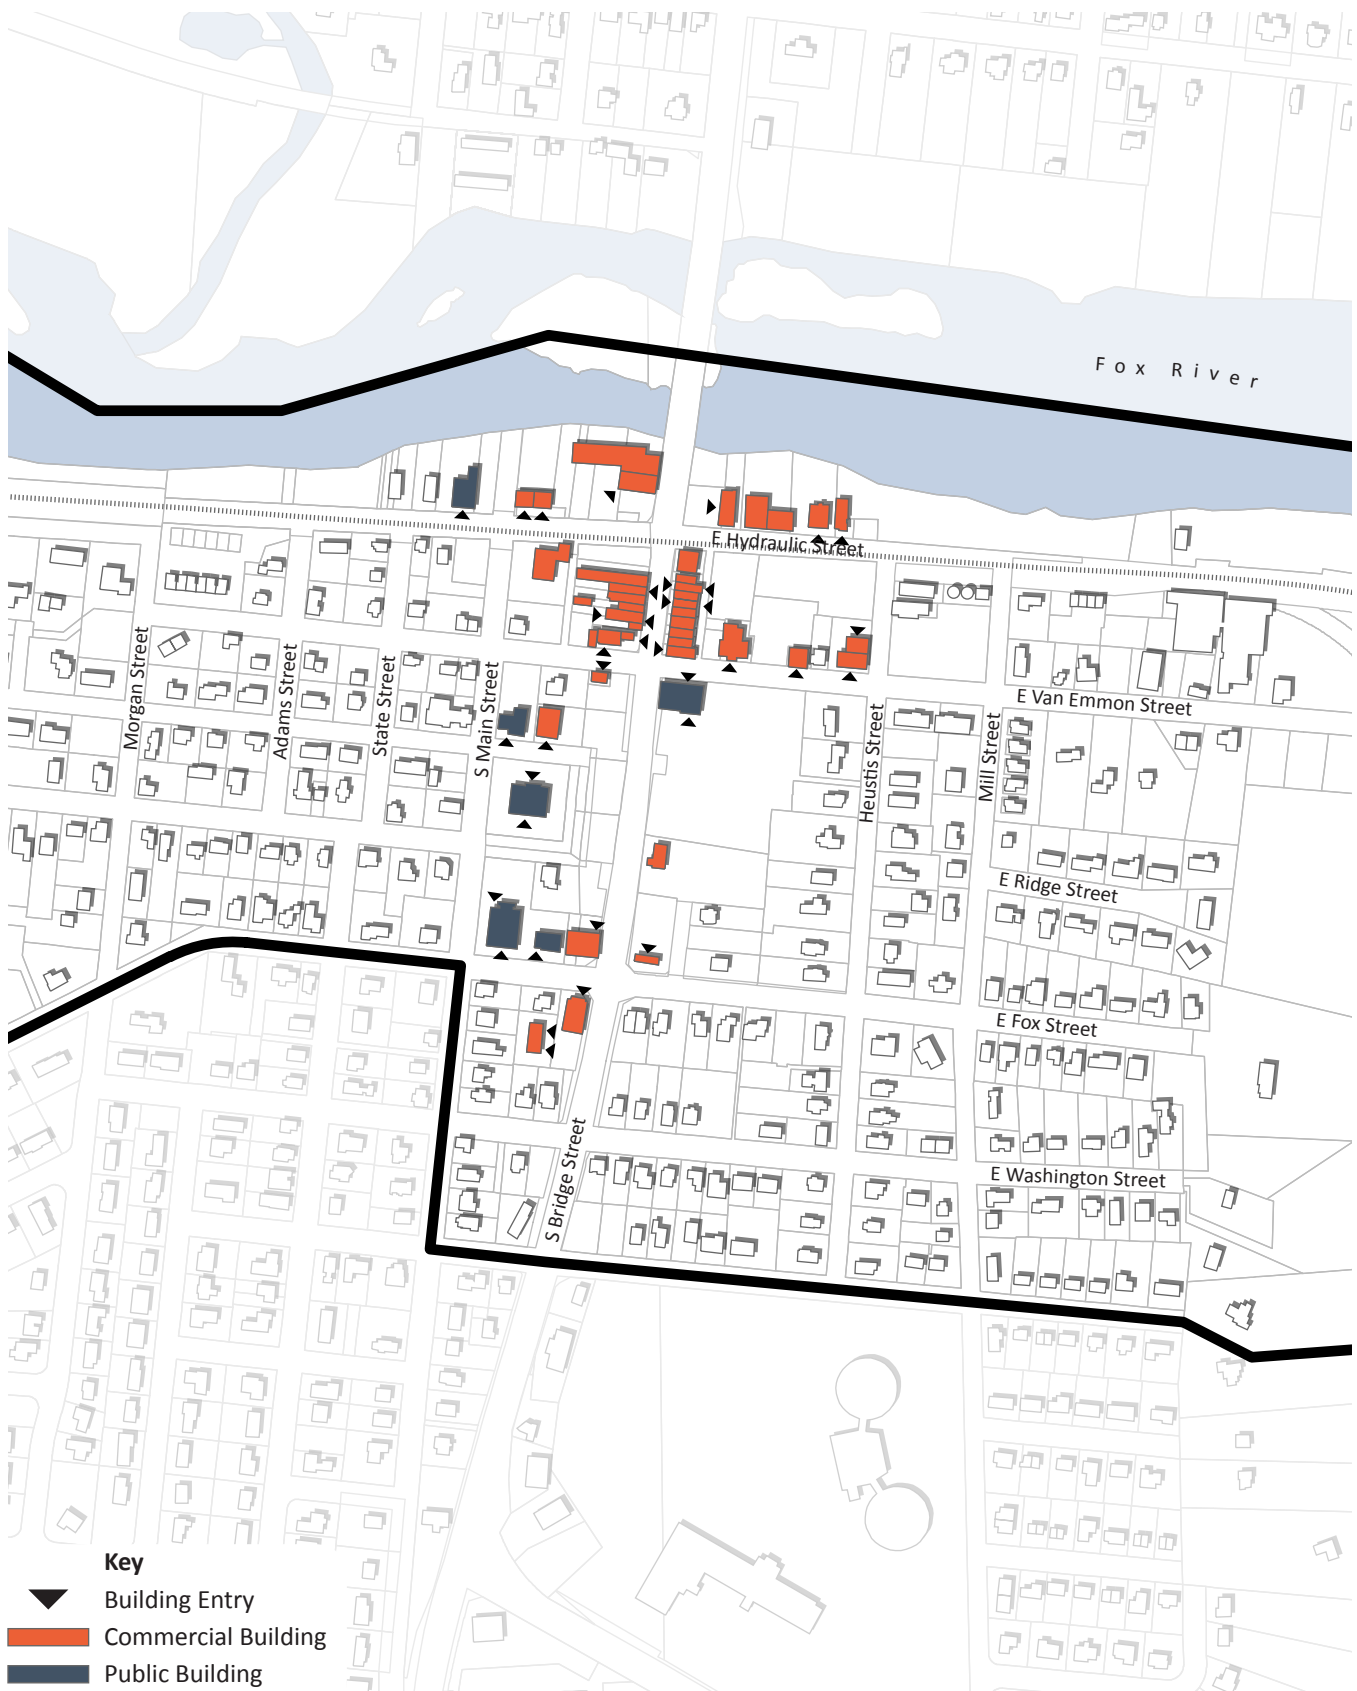 Fox River
E Hydraulic Street
Morgan Street
Adams Street
State Street
S Main Street
E Van Emmon Street
Heustis Street
Mill Street
E Ridge Street
E Fox Street
S Bridge Street
E Washington Street
Key
Building Entry
Commercial Building
Public Building